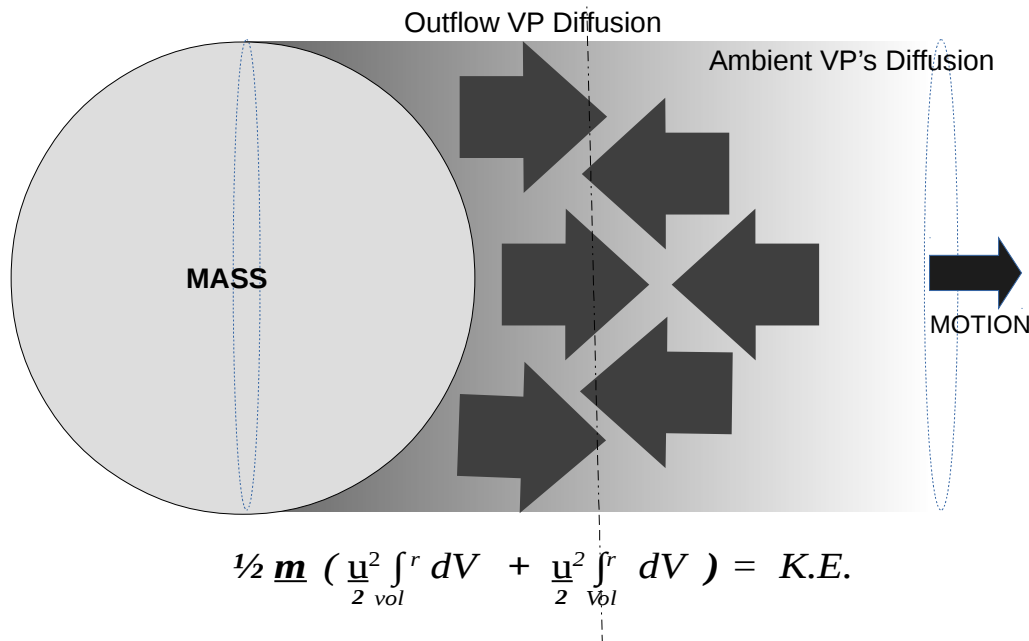 Outflow VP Diffusion
Ambient VP's Diffusion
MASS
MOTION
½ m ( u²/2 ∫vol ʳ dV + u²/2 ∫Vol ʳ dV ) = K.E.